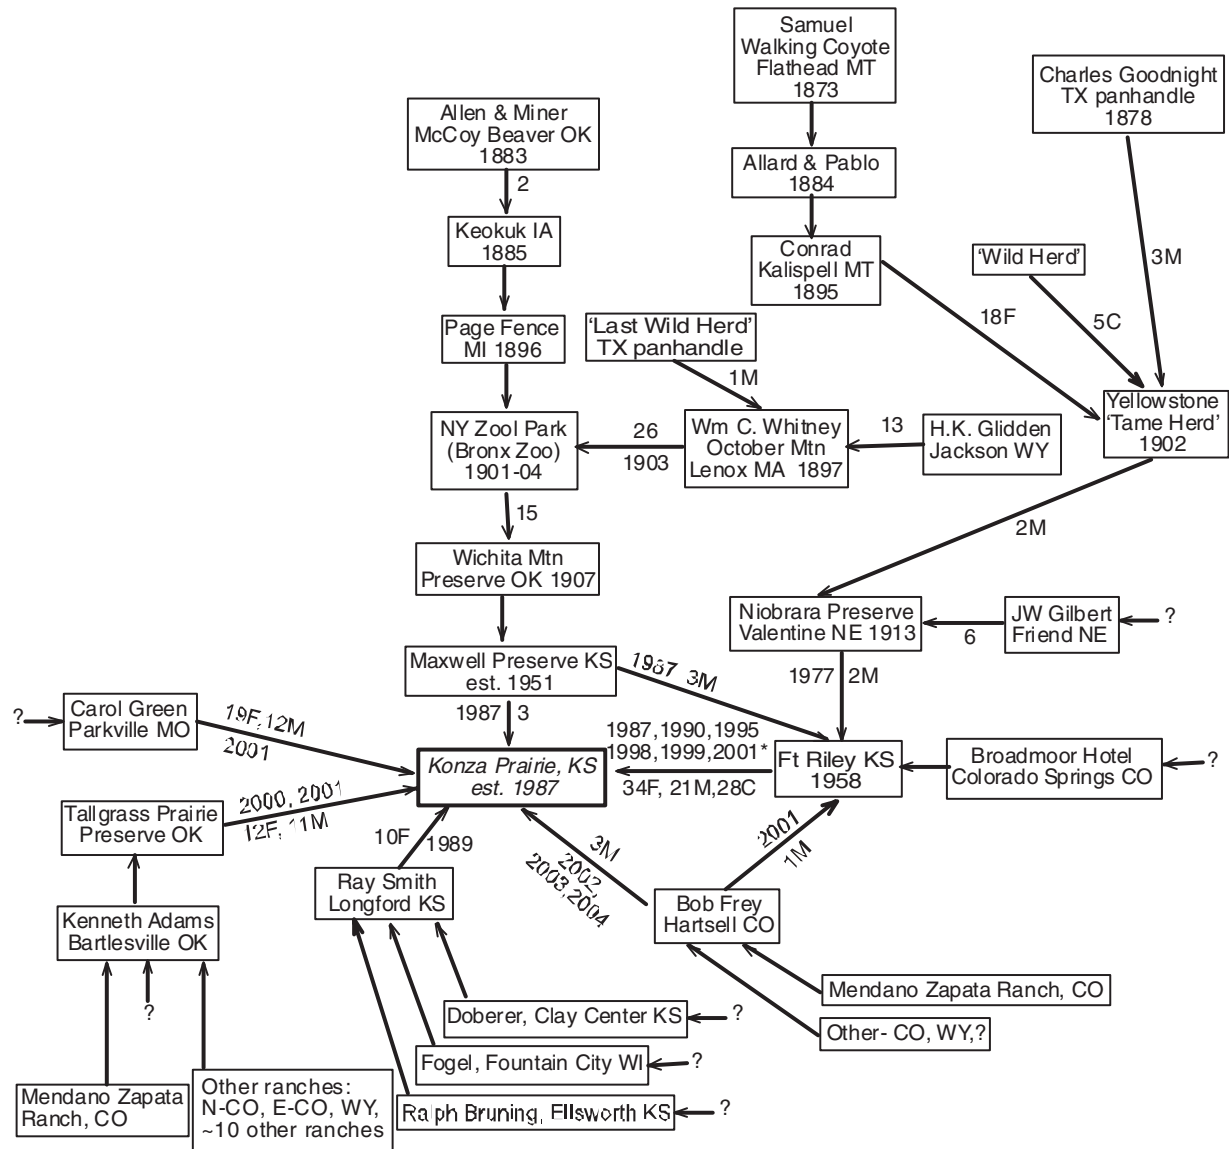 Samuel
Walking Coyote
Flathead MT
1873
Charles Goodnight
TX panhandle
1878
Allen & Miner
McCoy Beaver OK
1883
Allard & Pablo
1884
2
Keokuk IA
1885
Conrad
Kalispell MT
1895
'Wild Herd'
3M
18F
5C
Page Fence
MI 1896
'Last Wild Herd'
TX panhandle
1M
Yellowstone
'Tame Herd'
1902
NY Zool Park
(Bronx Zoo)
1901-04
26
1903
Wm C. Whitney
October Mtn
Lenox MA 1897
13
H.K. Glidden
Jackson WY
15
2M
Wichita Mtn
Preserve OK 1907
Niobrara Preserve
Valentine NE 1913
6
JW Gilbert
Friend NE
?
Maxwell Preserve KS
est. 1951
1987 3M
1977
2M
1987
3
?
Carol Green
Parkville MO
19F,12M
2001
1987,1990,1995
1998,1999,2001*
34F, 21M,28C
Konza Prairie, KS
est. 1987
Ft Riley KS
1958
Broadmoor Hotel
Colorado Springs CO
?
Tallgrass Prairie
Preserve OK
2000, 2001
12F, 11M
10F
1989
3M
2002,
2003,2004
2001
1M
Ray Smith
Longford KS
Bob Frey
Hartsell CO
Kenneth Adams
Bartlesville OK
?
Mendano Zapata Ranch, CO
Doberer, Clay Center KS
?
Other- CO, WY,?
Fogel, Fountain City WI
?
Mendano Zapata
Ranch, CO
Other ranches:
N-CO, E-CO, WY,
~10 other ranches
Ralph Bruning, Ellsworth KS
?